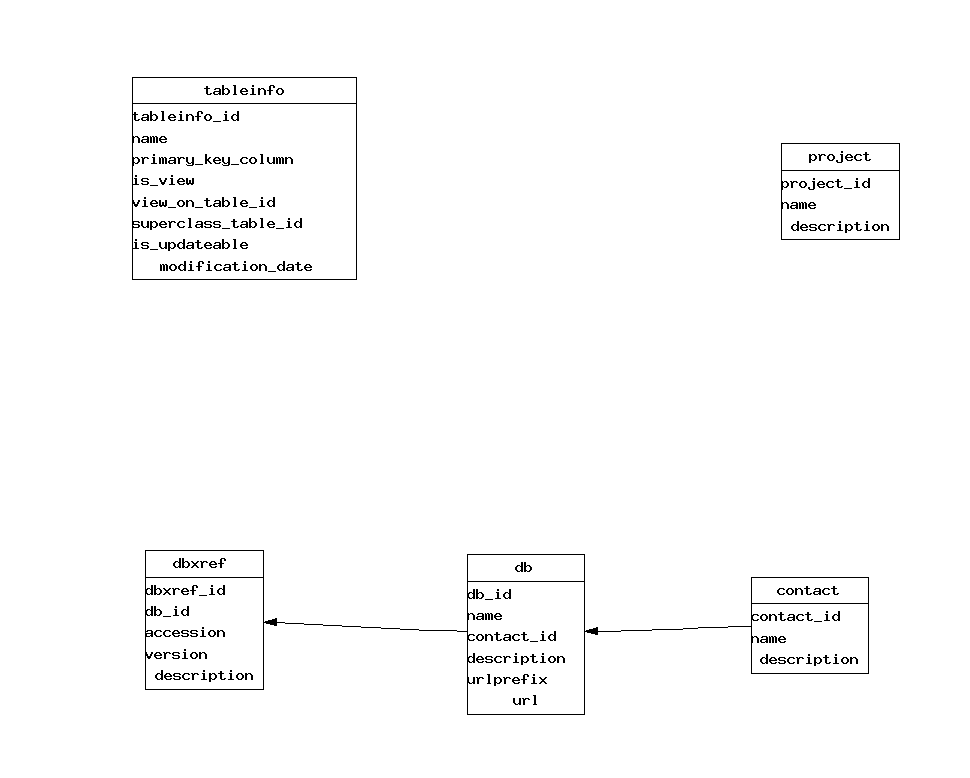 tableinfo
tableinfo_id
name
primary_key_column
is_view
view_on_table_id
superclass_table_id
is_updateable
modification_date
project
project_id
name
description
dbxref
dbxref_id
db_id
accession
version
description
db
db_id
name
contact_id
description
urlprefix
url
contact
contact_id
name
description